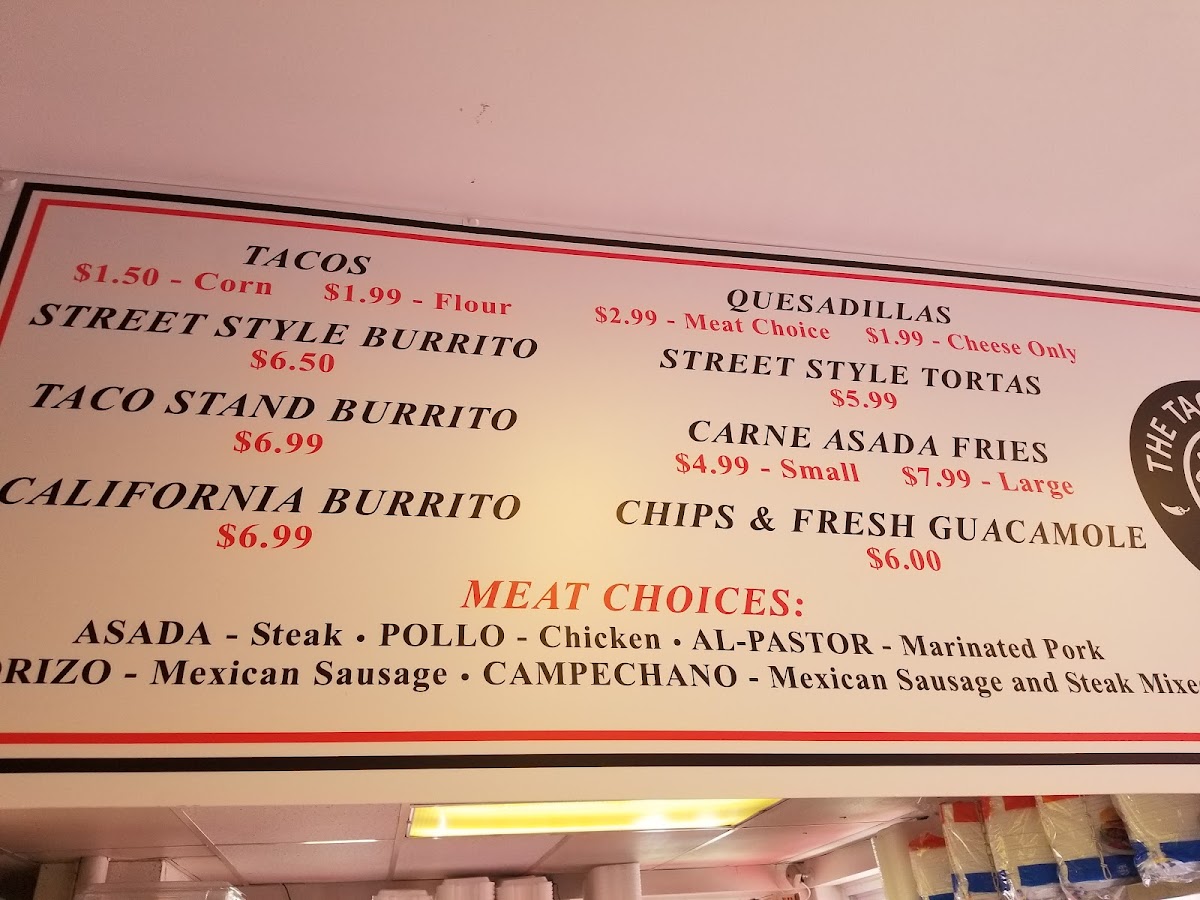 TACOS
$1.50 - Corn $1.99 - Flour
STREET STYLE BURRITO
$6.50
TACO STAND BURRITO
$6.99
CALIFORNIA BURRITO
$6.99
QUESADILLAS
$2.99 - Meat Choice $1.99 - Cheese Only
STREET STYLE TORTAS
$5.99
CARNE ASADA FRIES
$4.99 - Small $7.99 - Large
CHIPS & FRESH GUACAMOLE
$6.00
MEAT CHOICES:
ASADA - Steak • POLLO - Chicken • AL-PASTOR - Marinated Pork
ORIZO - Mexican Sausage • CAMPECHANO - Mexican Sausage and Steak Mixe
THE TAC